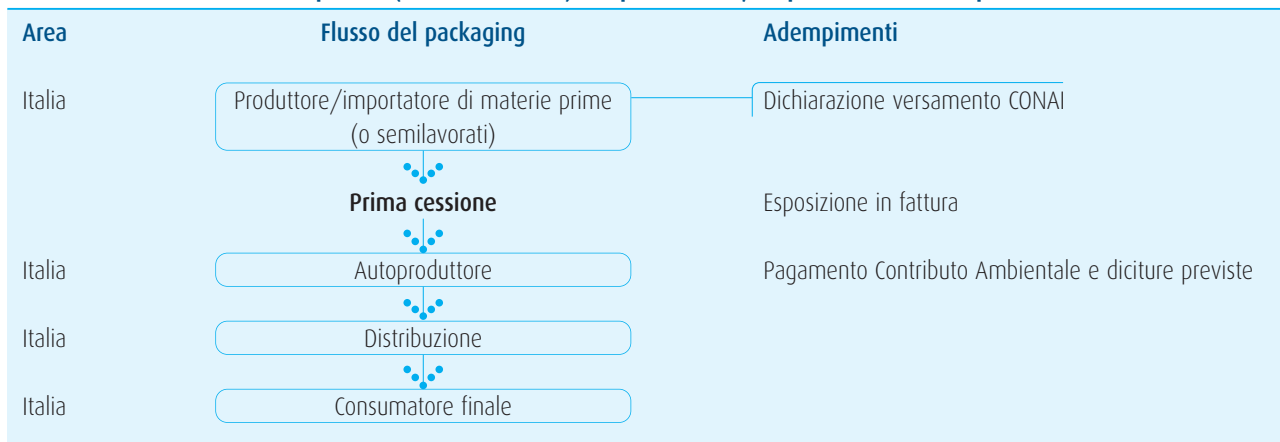 Area Flusso del packaging Adempimenti
Italia Produttore/importatore di materie prime Dichiarazione versamento CONAI
(o semilavorati)
Prima cessione Esposizione in fattura
Italia Autoproduttore Pagamento Contributo Ambientale e diciture previste
Italia Distribuzione
Italia Consumatore finale